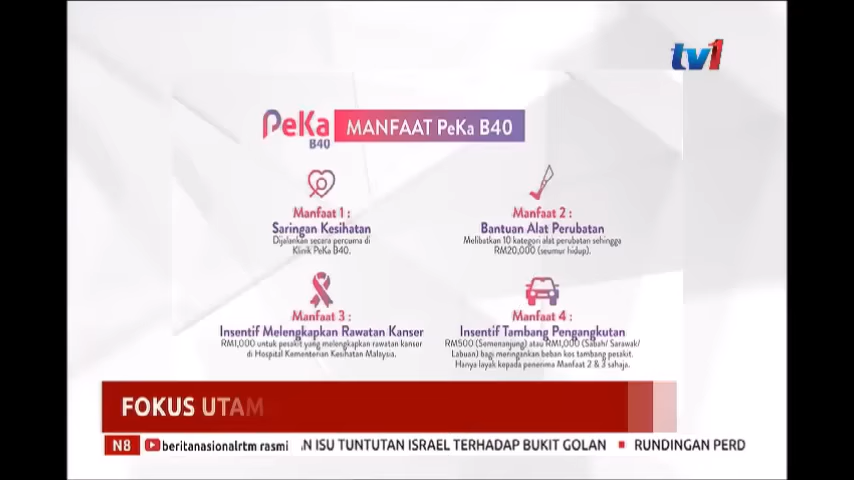 tv1
PeKa
B40
MANFAAT PeKa B40
Manfaat 1 :
Saringan Kesihatan
Dijalankan secara percuma di
Klinik PeKa B40.
Manfaat 2 :
Bantuan Alat Perubatan
Melibatkan 10 kategori alat perubatan sehingga
RM20,000 (seumur hidup).
Manfaat 3 :
Insentif Melengkapkan Rawatan Kanser
RM1,000 untuk pesakit yang melengkapkan rawatan kanser
di Hospital Kementerian Kesihatan Malaysia.
Manfaat 4 :
Insentif Tambang Pengangkutan
RM500 (Semenanjung) atau RM1,000 (Sabah/ Sarawak/
Labuan) bagi meringankan beban kos tambang pesakit.
Hanya layak kepada penerima Manfaat 2 & 3 sahaja.
FOKUS UTAM
N8 beritanasionalrtm rasmi N ISU TUNTUTAN ISRAEL TERHADAP BUKIT GOLAN ▪ RUNDINGAN PERD